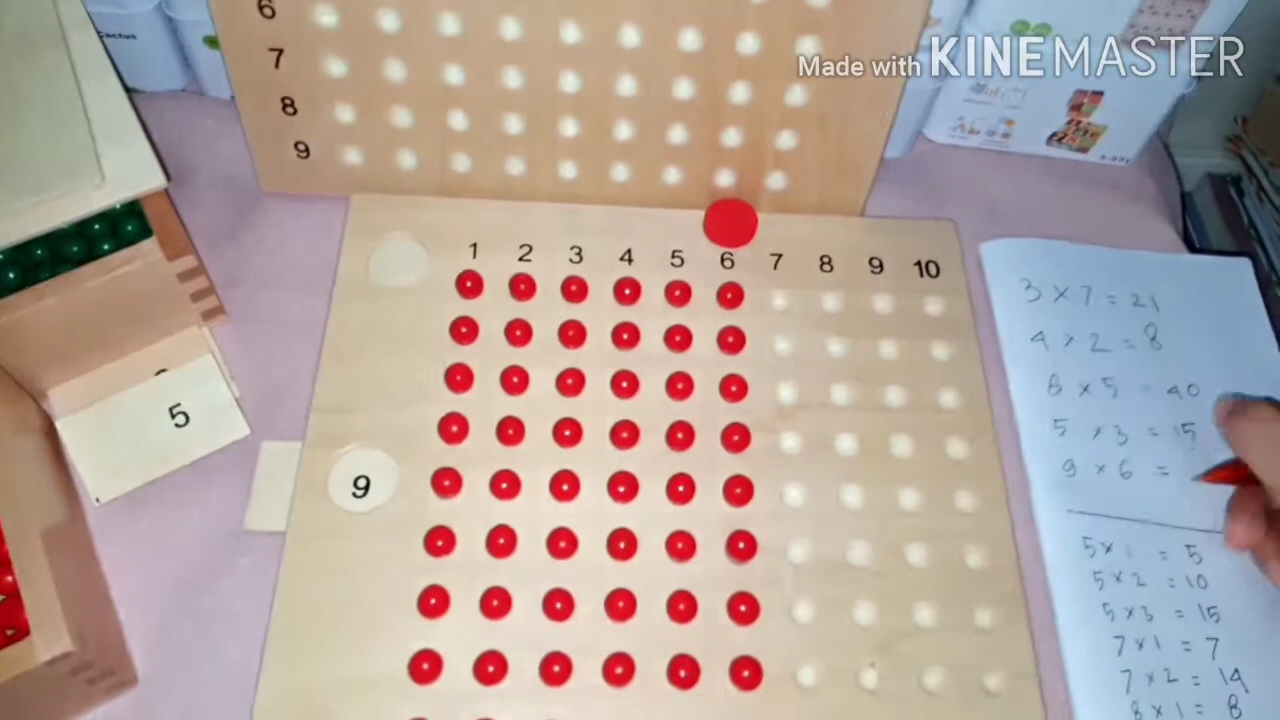 Made with KINEMASTER
Cactus
6
7
8
9
1 2 3 4 5 6 7 8 9 10
5
9
3 × 7 = 21
4 × 2 = 8
8 × 5 = 40
5 × 3 = 15
9 × 6 =
5 × 1 = 5
5 × 2 = 10
5 × 3 = 15
7 × 1 = 7
7 × 2 = 14
8 × 1 = 8